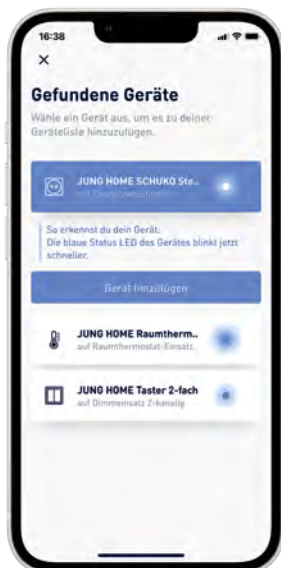 16:38
Gefundene Geräte
Wähle ein Gerät aus, um es zu deiner
Geräteliste hinzuzufügen.
JUNG HOME SCHUKO Ste..
mit Energiemessfunktion
So erkennst du dein Gerät:
Die blaue Status LED des Gerätes blinkt jetzt
schneller.
Gerät hinzufügen
JUNG HOME Raumtherm..
auf Raumthermostat-Einsatz
JUNG HOME Taster 2-fach
auf Dimmeinsatz 2-kanalig